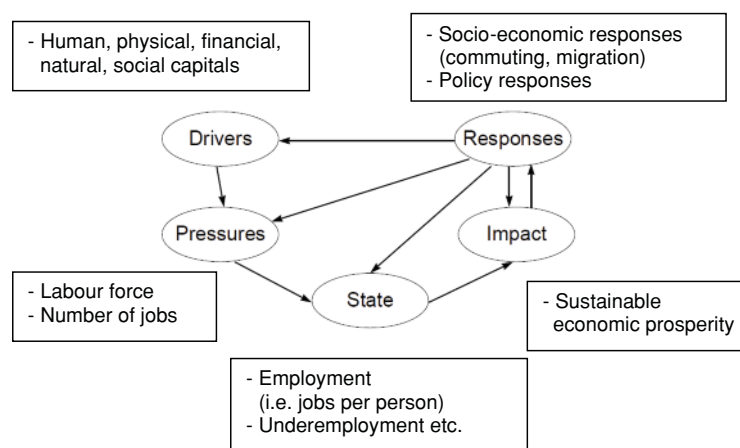 - Human, physical, financial,
natural, social capitals
- Socio-economic responses
(commuting, migration)
- Policy responses
Drivers
Responses
Pressures
Impact
State
- Labour force
- Number of jobs
- Sustainable
economic prosperity
- Employment
(i.e. jobs per person)
- Underemployment etc.